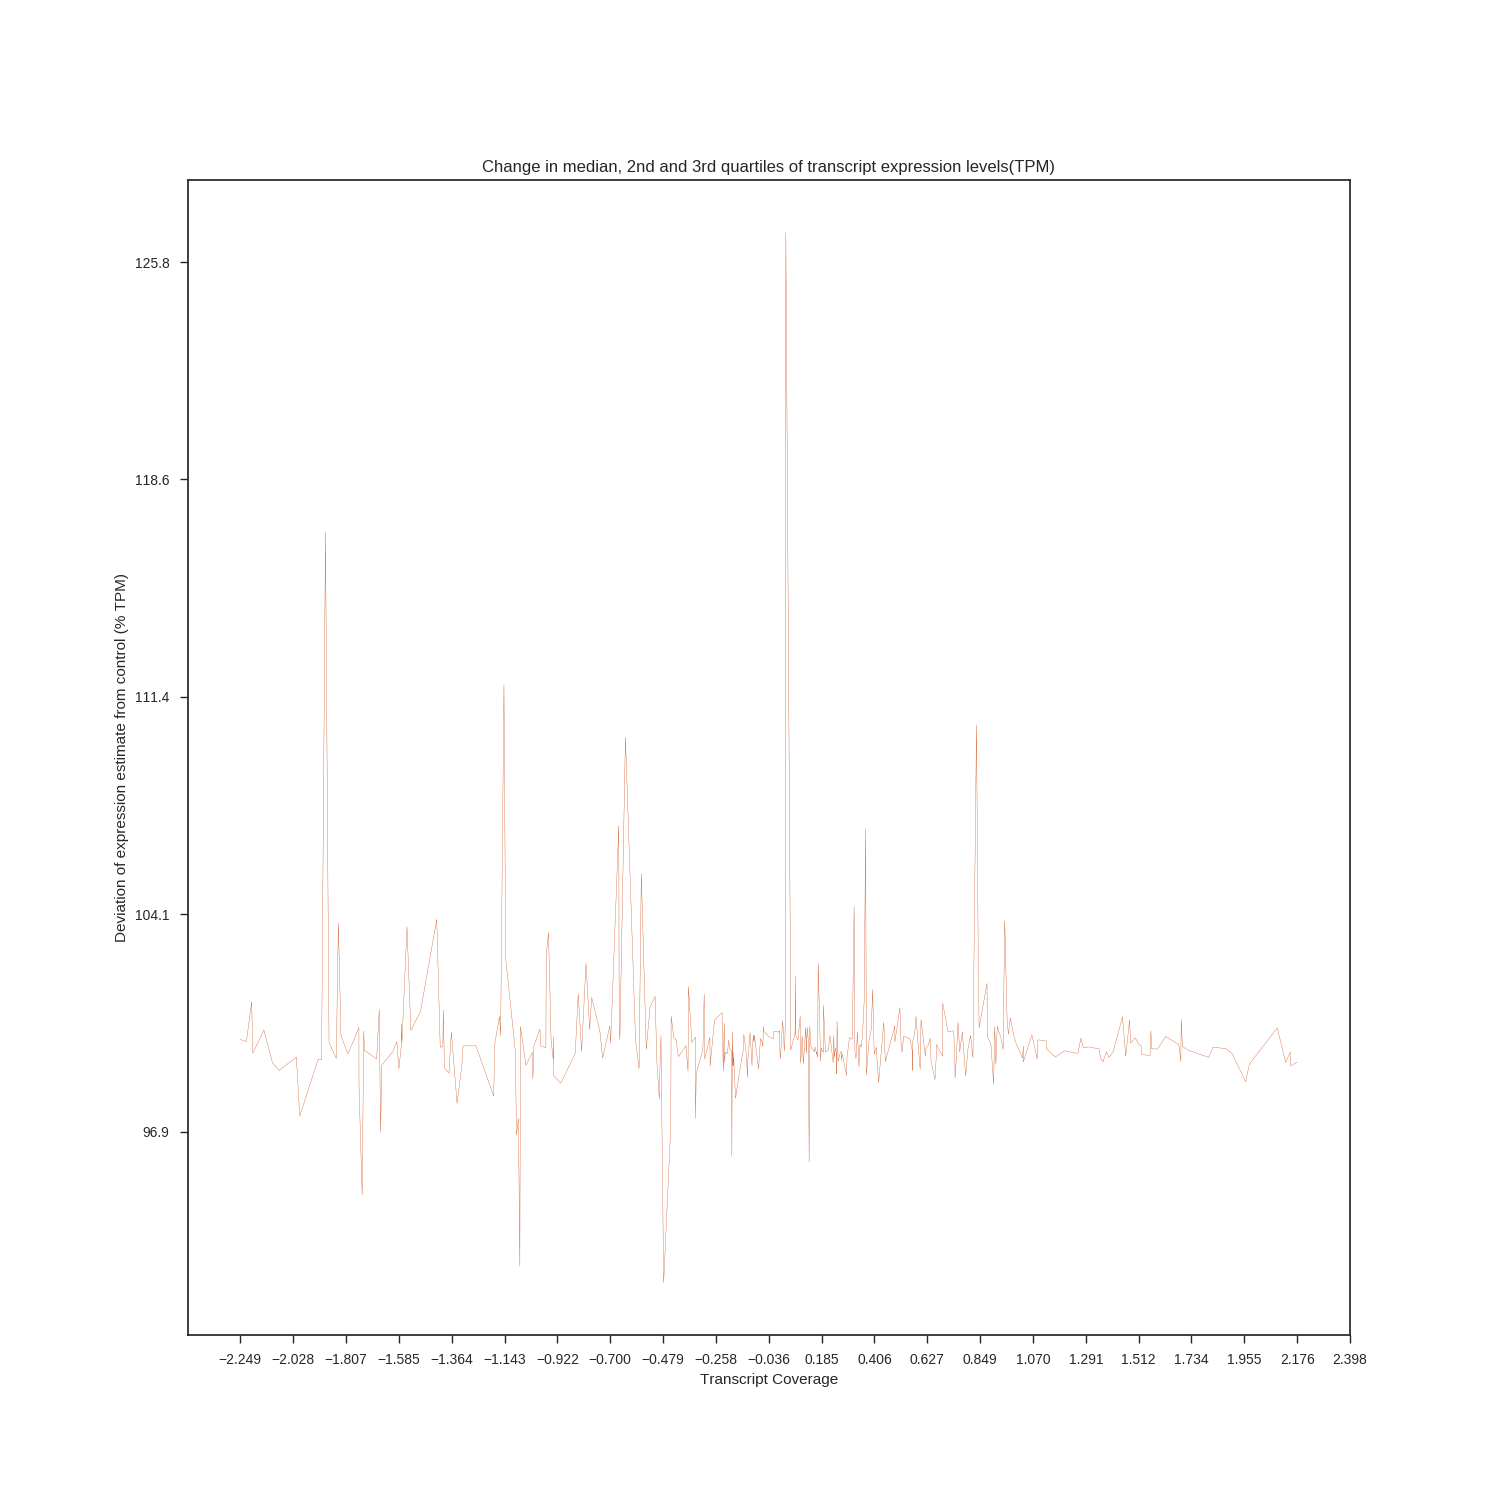 Change in median, 2nd and 3rd quartiles of transcript expression levels(TPM)
125.8
118.6
111.4
104.1
96.9
Deviation of expression estimate from control (% TPM)
−2.249 −2.028 −1.807 −1.585 −1.364 −1.143 −0.922 −0.700 −0.479 −0.258 −0.036 0.185 0.406 0.627 0.849 1.070 1.291 1.512 1.734 1.955 2.176 2.398
Transcript Coverage